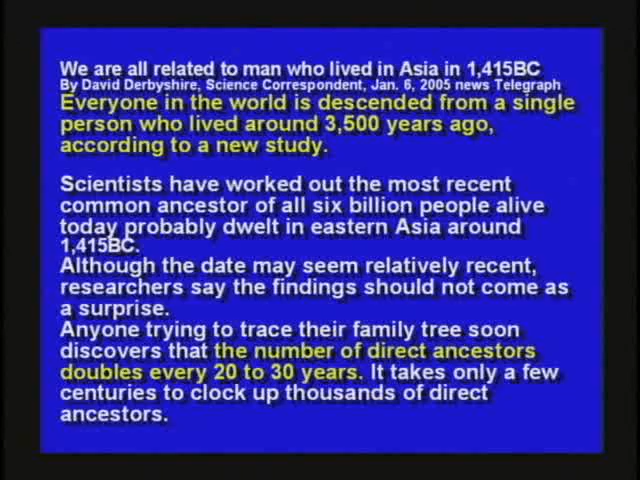 We are all related to man who lived in Asia in 1,415BC
By David Derbyshire, Science Correspondent, Jan. 6, 2005 news Telegraph
Everyone in the world is descended from a single
person who lived around 3,500 years ago,
according to a new study.
Scientists have worked out the most recent
common ancestor of all six billion people alive
today probably dwelt in eastern Asia around
1,415BC.
Although the date may seem relatively recent,
researchers say the findings should not come as
a surprise.
Anyone trying to trace their family tree soon
discovers that the number of direct ancestors
doubles every 20 to 30 years. It takes only a few
centuries to clock up thousands of direct
ancestors.